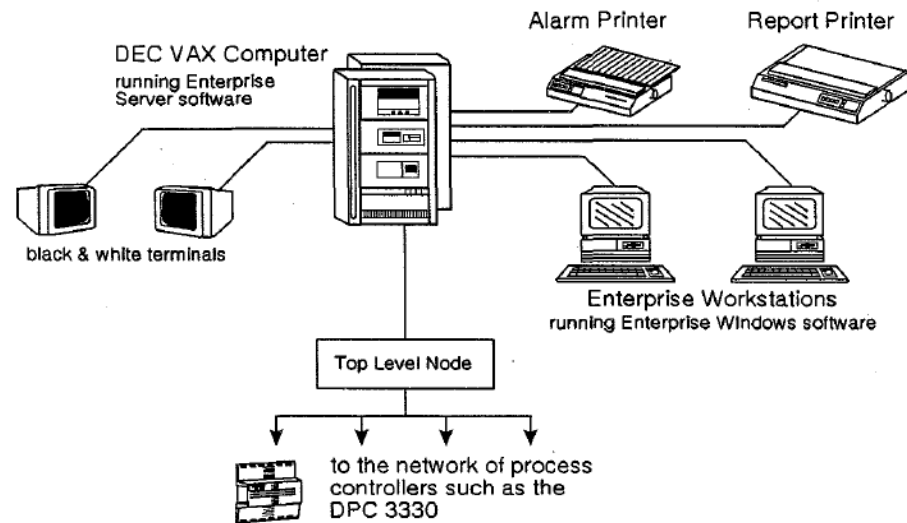 Alarm Printer
Report Printer
DEC VAX Computer
running Enterprise
Server software
black & white terminals
Enterprise Workstations
running Enterprise Windows software
Top Level Node
to the network of process
controllers such as the
DPC 3330